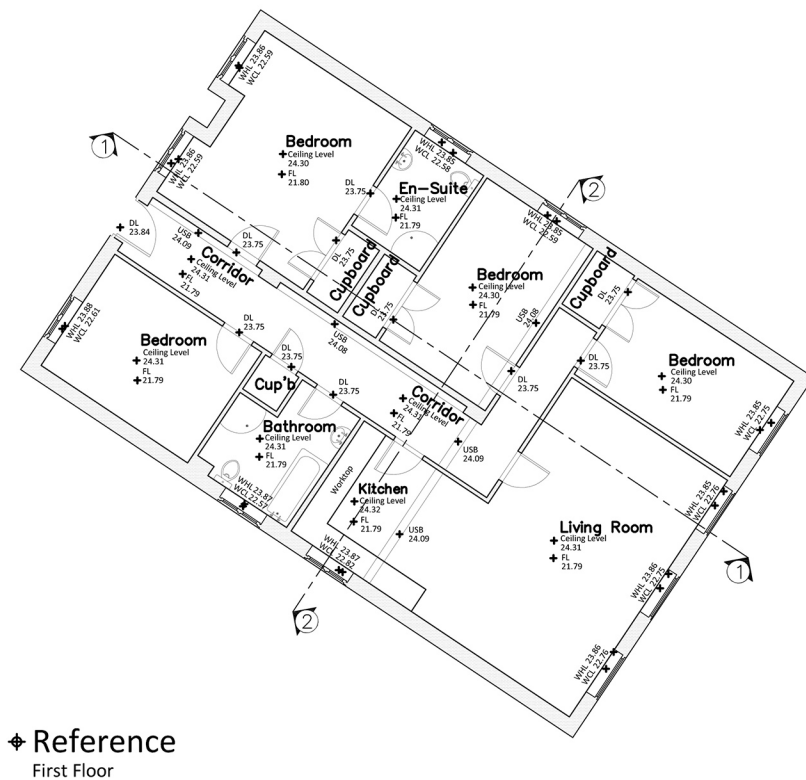 WHL 23.86
WCL 22.59
Bedroom
Ceiling Level
24.30
FL
21.80
1
WHL 23.86
WCL 22.59
WHL 23.85
WCL 22.58
DL
23.75
En-Suite
Ceiling Level
24.31
FL
21.79
2
WHL 23.85
WCL 22.59
DL
23.84
USB
24.09
DL
23.75
DL
23.75
Cupboard
Cupboard
DL
23.75
Corridor
Ceiling Level
24.31
FL
21.79
Bedroom
Ceiling Level
24.30
FL
21.79
USB
24.08
Cupboard
DL
23.75
WHL 23.88
WCL 22.61
Bedroom
Ceiling Level
24.31
FL
21.79
DL
23.75
USB
24.08
DL
23.75
Cup'b
DL
23.75
DL
23.75
DL
23.75
Bedroom
Ceiling Level
24.30
FL
21.79
WHL 23.85
WCL 22.75
Corridor
Ceiling Level
24.31
FL
21.79
USB
24.09
Bathroom
Ceiling Level
24.31
FL
21.79
WHL 23.87
WCL 22.57
Worktop
Kitchen
Ceiling Level
24.32
FL
21.79
USB
24.09
WHL 23.87
WCL 22.82
Living Room
Ceiling Level
24.31
FL
21.79
WHL 23.85
WCL 22.76
WHL 23.86
WCL 22.75
WHL 23.86
WCL 22.76
1
2
Reference
First Floor